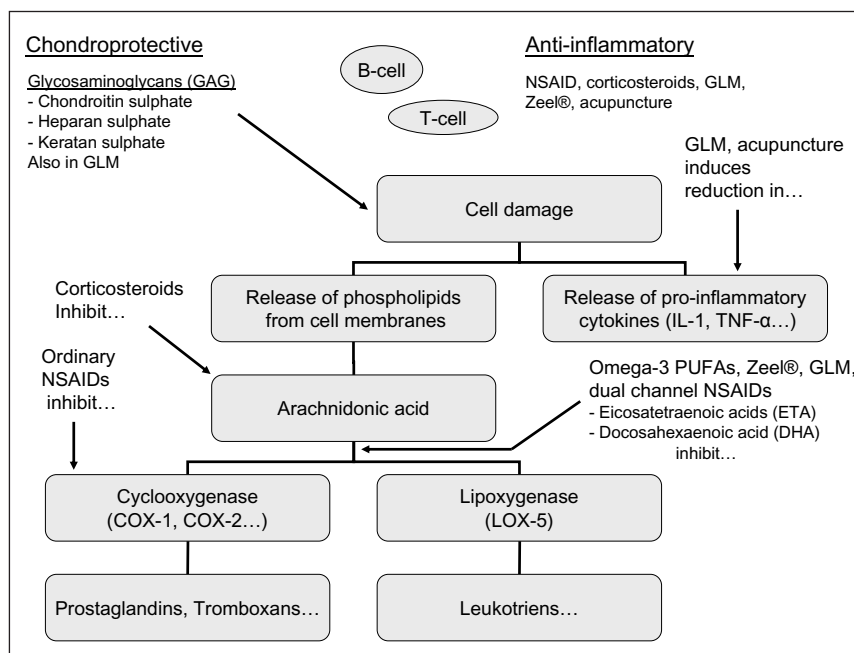 Chondroprotective
Glycosaminoglycans (GAG)
- Chondroitin sulphate
- Heparan sulphate
- Keratan sulphate
Also in GLM
B-cell
T-cell
Anti-inflammatory
NSAID, corticosteroids, GLM,
Zeel®, acupuncture
GLM, acupuncture
induces
reduction in…
Cell damage
Corticosteroids
Inhibit…
Release of phospholipids
from cell membranes
Release of pro-inflammatory
cytokines (IL-1, TNF-α…)
Ordinary
NSAIDs
inhibit…
Arachnidonic acid
Omega-3 PUFAs, Zeel®, GLM,
dual channel NSAIDs
- Eicosatetraenoic acids (ETA)
- Docosahexaenoic acid (DHA)
inhibit…
Cyclooxygenase
(COX-1, COX-2…)
Lipoxygenase
(LOX-5)
Prostaglandins, Tromboxans…
Leukotriens…